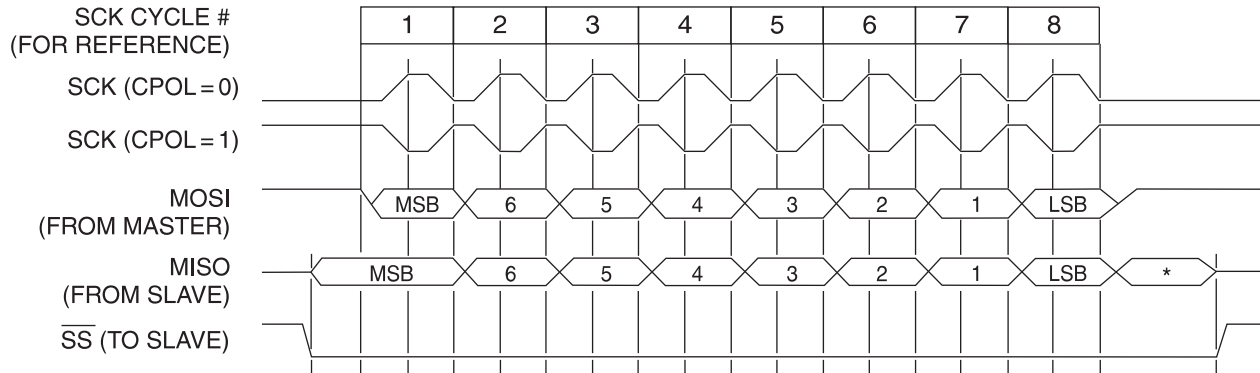 SCK CYCLE # 1 2 3 4 5 6 7 8
(FOR REFERENCE)
SCK (CPOL = 0)
SCK (CPOL = 1)
MOSI MSB 6 5 4 3 2 1 LSB
(FROM MASTER)
MISO MSB 6 5 4 3 2 1 LSB *
(FROM SLAVE)
SS (TO SLAVE)